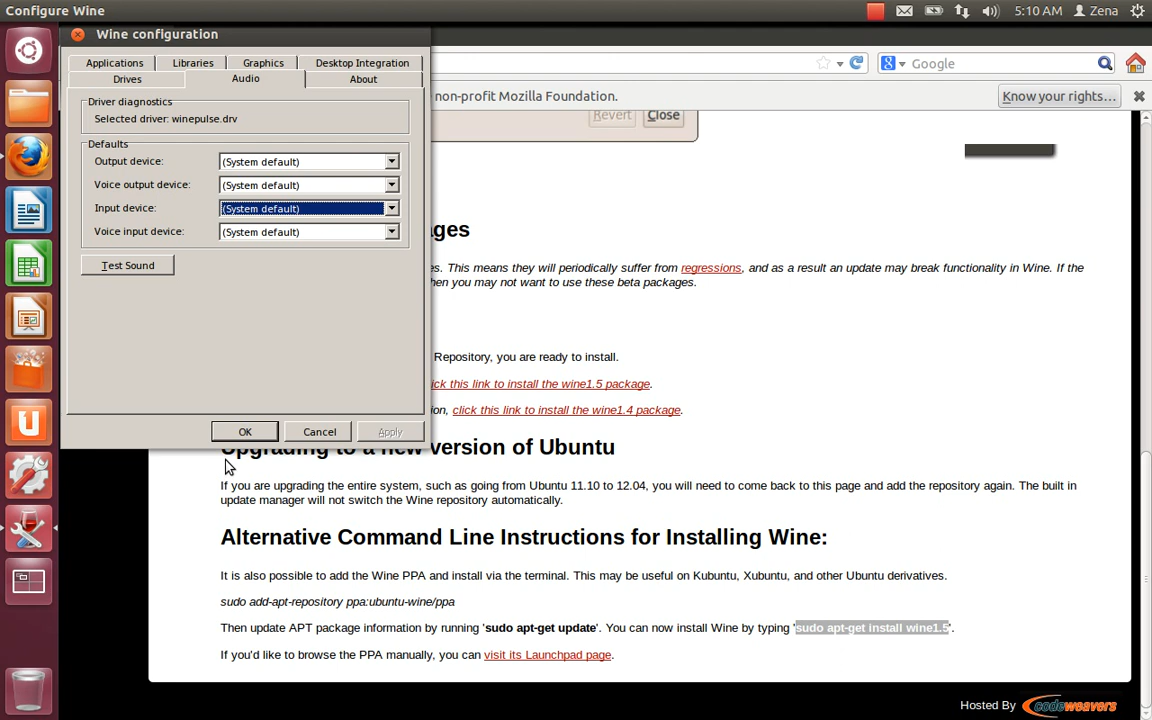 Configure Wine
5:10 AM
Zena
Wine configuration
Applications
Libraries
Graphics
Desktop Integration
Drives
Audio
About
Google
non-profit Mozilla Foundation.
Know your rights...
Driver diagnostics
Selected driver: winepulse.drv
Revert
Close
Defaults
Output device:
(System default)
Voice output device:
(System default)
Input device:
(System default)
Voice input device:
(System default)
Test Sound
OK
Cancel
Apply
ages
es. This means they will periodically suffer from regressions, and as a result an update may break functionality in Wine. If the
hen you may not want to use these beta packages.
Repository, you are ready to install.
ick this link to install the wine1.5 package.
ion, click this link to install the wine1.4 package.
Upgrading to a new version of Ubuntu
If you are upgrading the entire system, such as going from Ubuntu 11.10 to 12.04, you will need to come back to this page and add the repository again. The built in
update manager will not switch the Wine repository automatically.
Alternative Command Line Instructions for Installing Wine:
It is also possible to add the Wine PPA and install via the terminal. This may be useful on Kubuntu, Xubuntu, and other Ubuntu derivatives.
sudo add-apt-repository ppa:ubuntu-wine/ppa
Then update APT package information by running 'sudo apt-get update'. You can now install Wine by typing 'sudo apt-get install wine1.5'.
If you'd like to browse the PPA manually, you can visit its Launchpad page.
Hosted By codeweavers